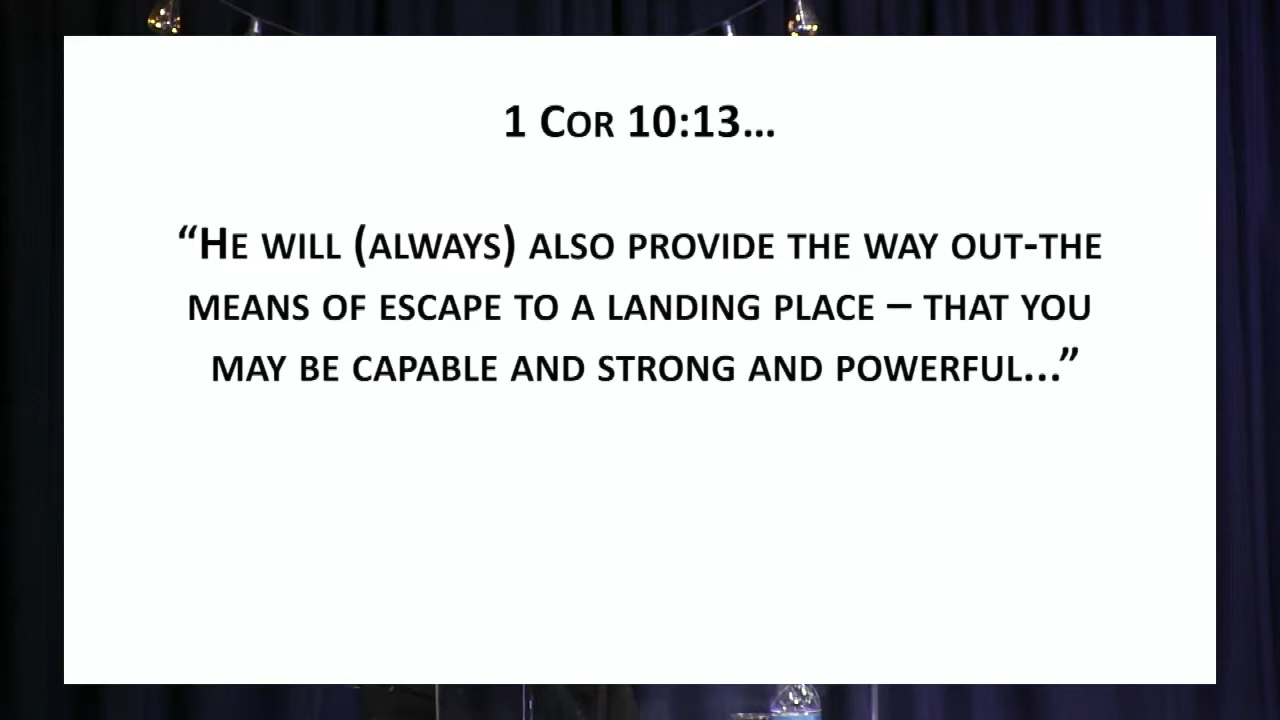 1 Cor 10:13…
“He will (always) also provide the way out-the
means of escape to a landing place – that you
may be capable and strong and powerful...”